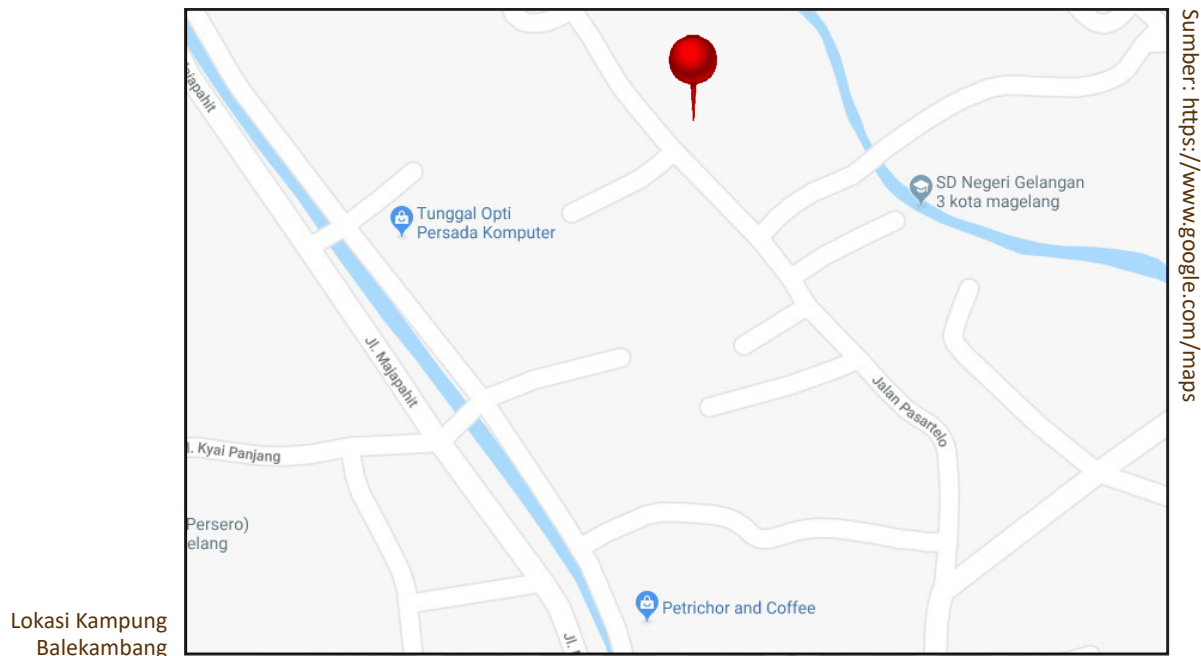 Majapahit
Tunggal Opti
Persada Komputer
SD Negeri Gelangan
3 kota magelang
Jl. Majapahit
Jalan Pasartelo
l. Kyai Panjang
Persero)
elang
Petrichor and Coffee
Jl.
Lokasi Kampung
Balekambang
Sumber: https://www.google.com/maps